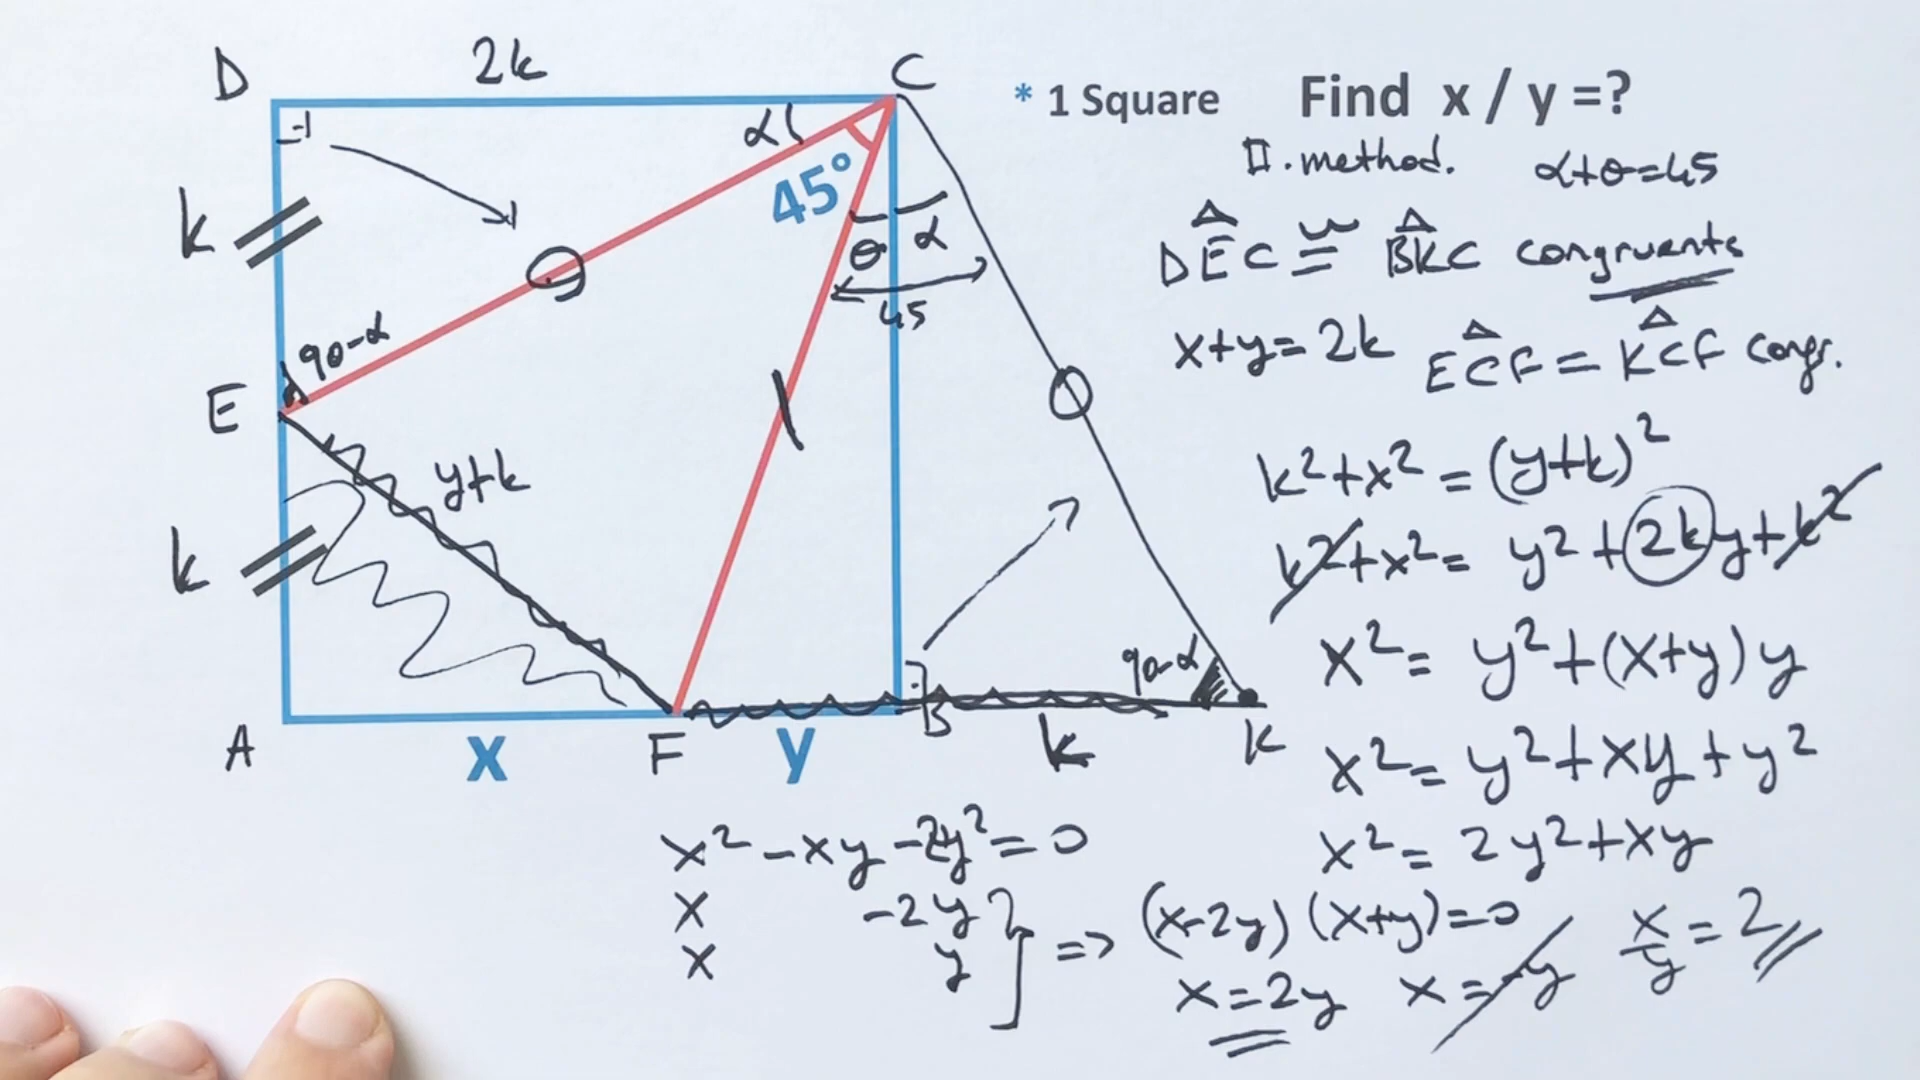 D 2k C
* 1 Square Find x / y =?
II. method. α+θ=45
α
45°
k
θ α
45
DEC ≅ BKC congruents
90-α
x+y=2k ECF = KCF congr.
E
y+k
k²+x² = (y+k)²
k
k²+x² = y²+2ky+k²
90-α
x² = y²+(x+y)y
A x F y B k K
x² = y²+xy+y²
x²-xy-2y²=0
x² = 2y²+xy
x -2y
x y
=> (x-2y)(x+y)=0
x=2y x=-y
x/y = 2